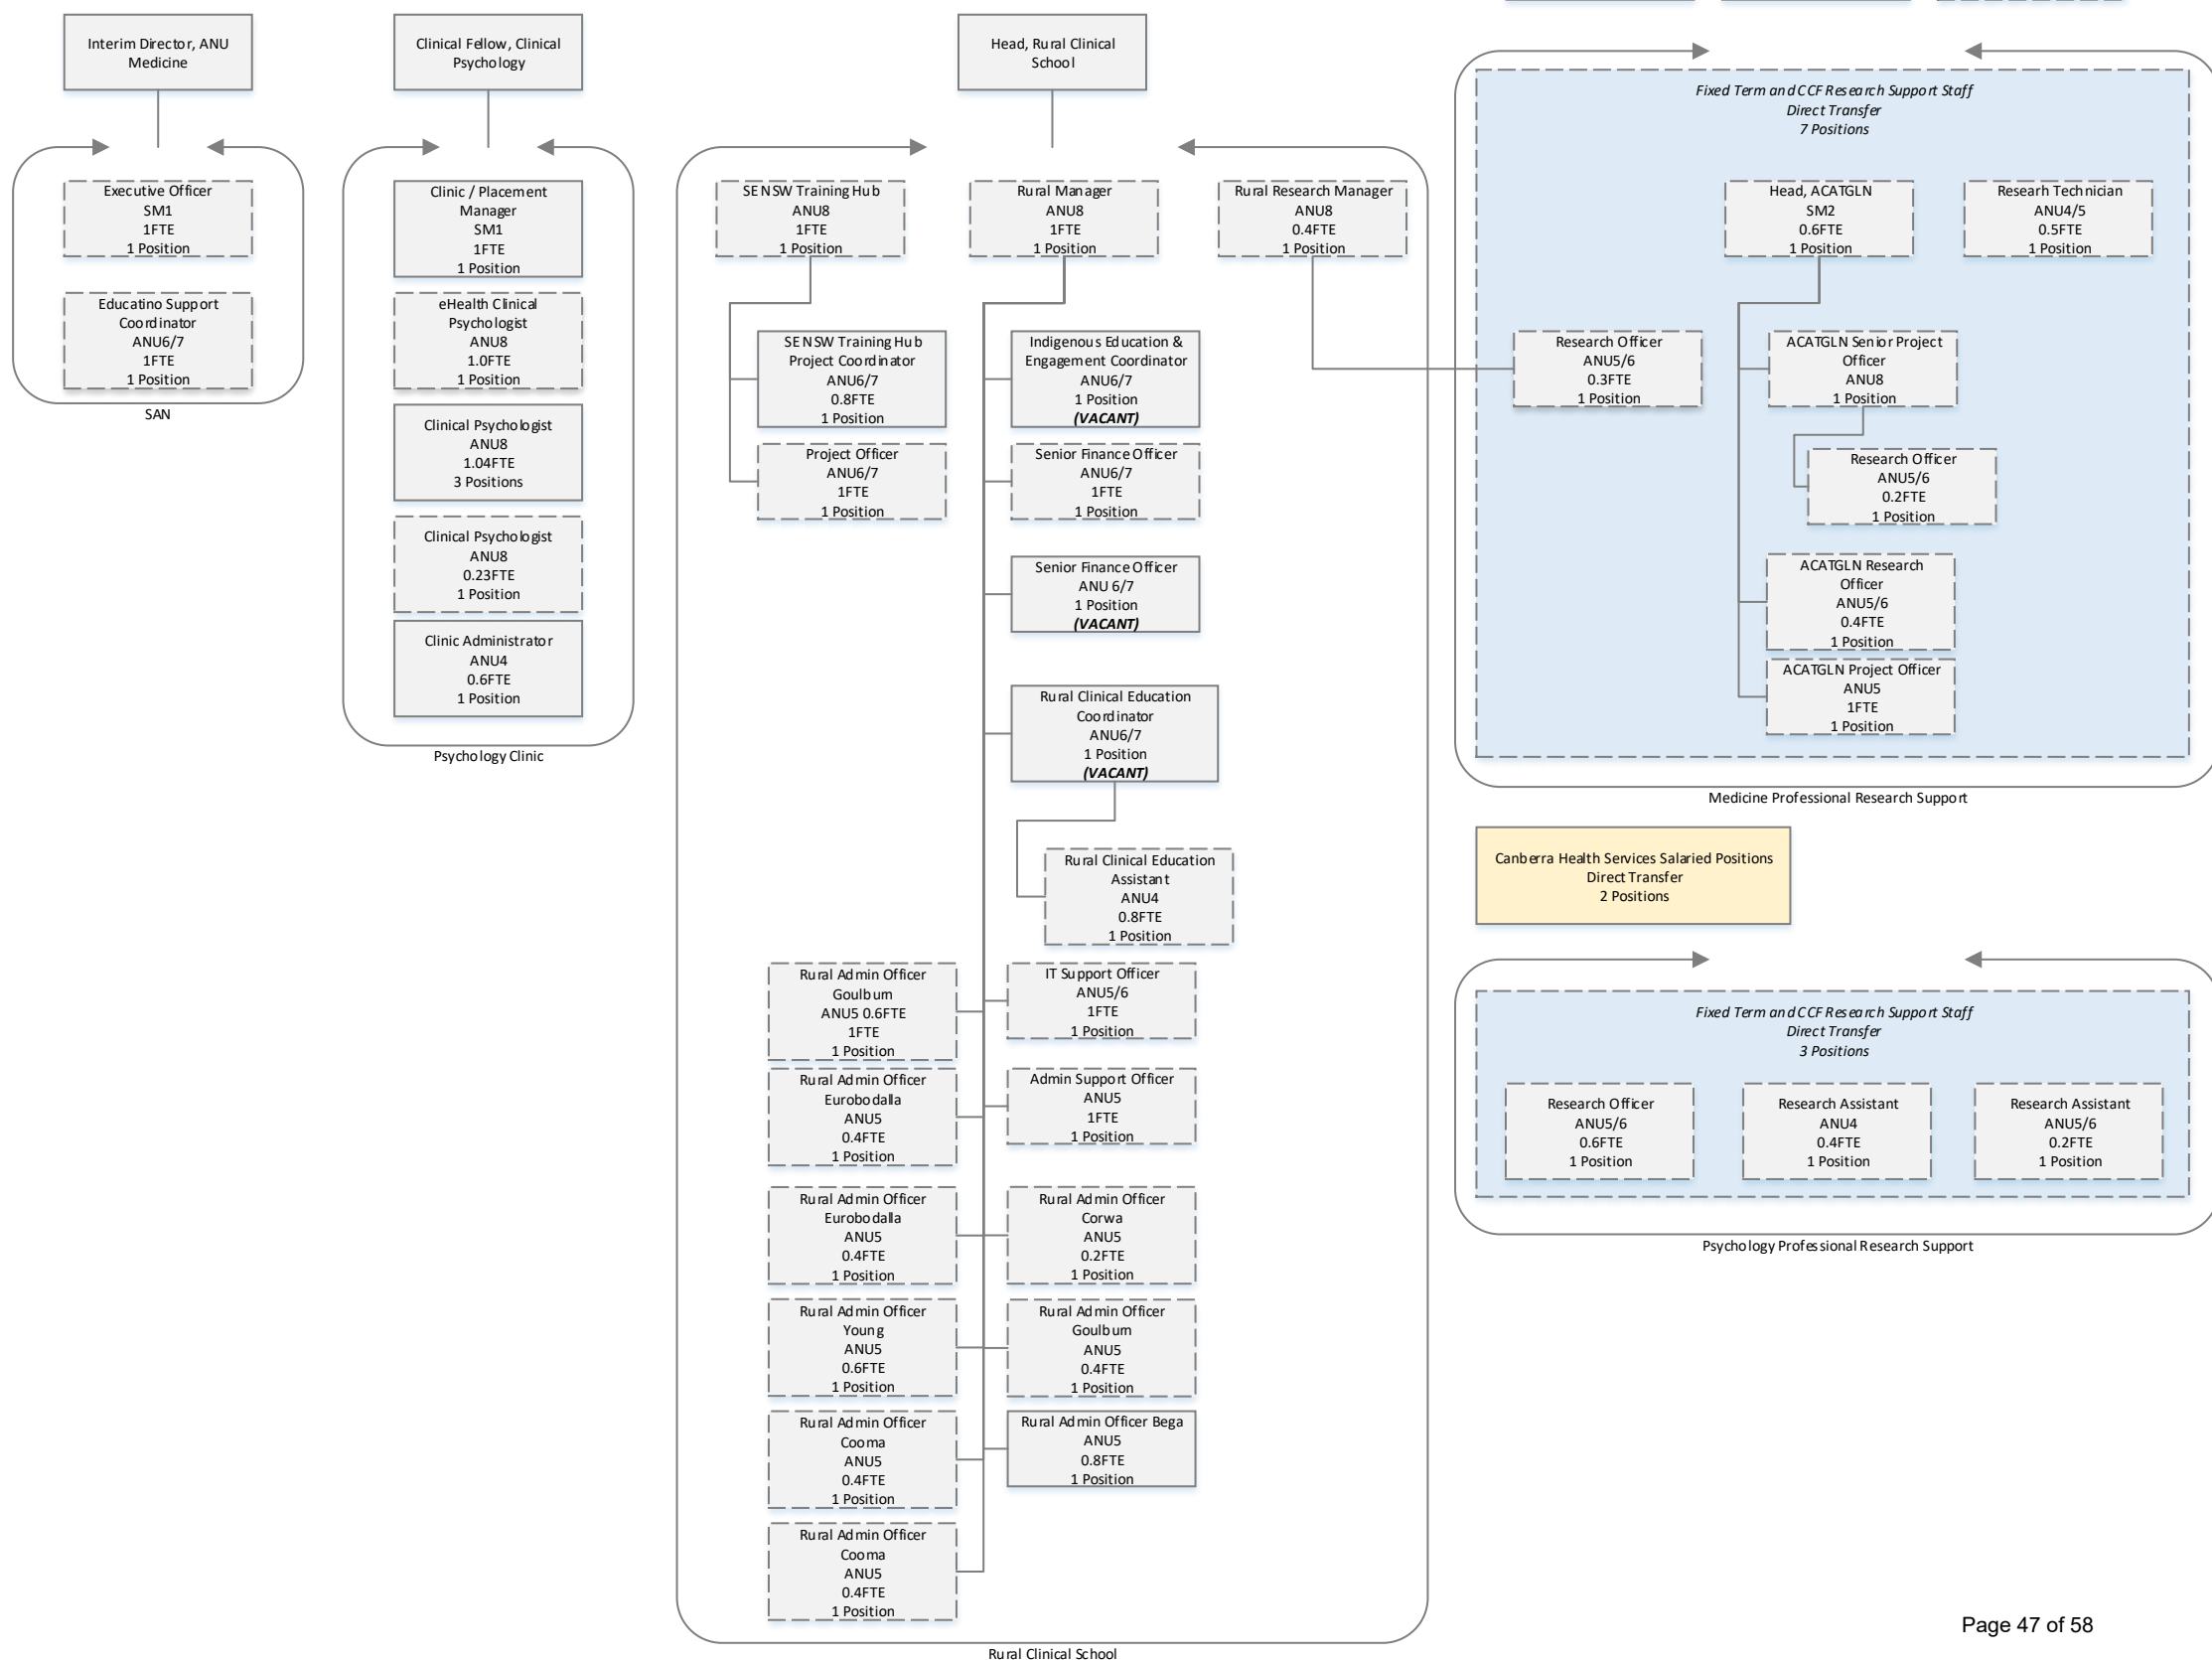 Interim Director, ANU
Medicine
Executive Officer
SM1
1FTE
1 Position
Educatino Support
Coordinator
ANU6/7
1FTE
1 Position
SAN
Clinical Fellow, Clinical
Psychology
Clinic / Placement
Manager
SM1
1FTE
1 Position
eHealth Clinical
Psychologist
ANU8
1.0FTE
1 Position
Clinical Psychologist
ANU8
1.04FTE
3 Positions
Clinical Psychologist
ANU8
0.23FTE
1 Position
Clinic Administrator
ANU4
0.6FTE
1 Position
Psychology Clinic
Head, Rural Clinical
School
SENSW Training Hub
ANU8
1FTE
1 Position
Rural Manager
ANU8
1FTE
1 Position
Rural Research Manager
ANU8
0.4FTE
1 Position
SENSW Training Hub
Project Coordinator
ANU6/7
0.8FTE
1 Position
Project Officer
ANU6/7
1FTE
1 Position
Indigenous Education &
Engagement Coordinator
ANU6/7
1 Position
(VACANT)
Senior Finance Officer
ANU6/7
1FTE
1 Position
Senior Finance Officer
ANU 6/7
1 Position
(VACANT)
Rural Clinical Education
Coordinator
ANU6/7
1 Position
(VACANT)
Rural Clinical Education
Assistant
ANU4
0.8FTE
1 Position
Rural Admin Officer
Goulburn
ANU5 0.6FTE
1FTE
1 Position
IT Support Officer
ANU5/6
1FTE
1 Position
Rural Admin Officer
Eurobodalla
ANU5
0.4FTE
1 Position
Admin Support Officer
ANU5
1FTE
1 Position
Rural Admin Officer
Eurobodalla
ANU5
0.4FTE
1 Position
Rural Admin Officer
Corwa
ANU5
0.2FTE
1 Position
Rural Admin Officer
Young
ANU5
0.6FTE
1 Position
Rural Admin Officer
Goulburn
ANU5
0.4FTE
1 Position
Rural Admin Officer
Cooma
ANU5
0.4FTE
1 Position
Rural Admin Officer Bega
ANU5
0.8FTE
1 Position
Rural Admin Officer
Cooma
ANU5
0.4FTE
1 Position
Rural Clinical School
Fixed Term and CCF Research Support Staff
Direct Transfer
7 Positions
Head, ACATGLN
SM2
0.6FTE
1 Position
Researh Technician
ANU4/5
0.5FTE
1 Position
Research Officer
ANU5/6
0.3FTE
1 Position
ACATGLN Senior Project
Officer
ANU8
1 Position
Research Officer
ANU5/6
0.2FTE
1 Position
ACATGLN Research
Officer
ANU5/6
0.4FTE
1 Position
ACATGLN Project Officer
ANU5
1FTE
1 Position
Medicine Professional Research Support
Canberra Health Services Salaried Positions
Direct Transfer
2 Positions
Fixed Term and CCF Research Support Staff
Direct Transfer
3 Positions
Research Officer
ANU5/6
0.6FTE
1 Position
Research Assistant
ANU4
0.4FTE
1 Position
Research Assistant
ANU5/6
0.2FTE
1 Position
Psychology Professional Research Support
Page 47 of 58